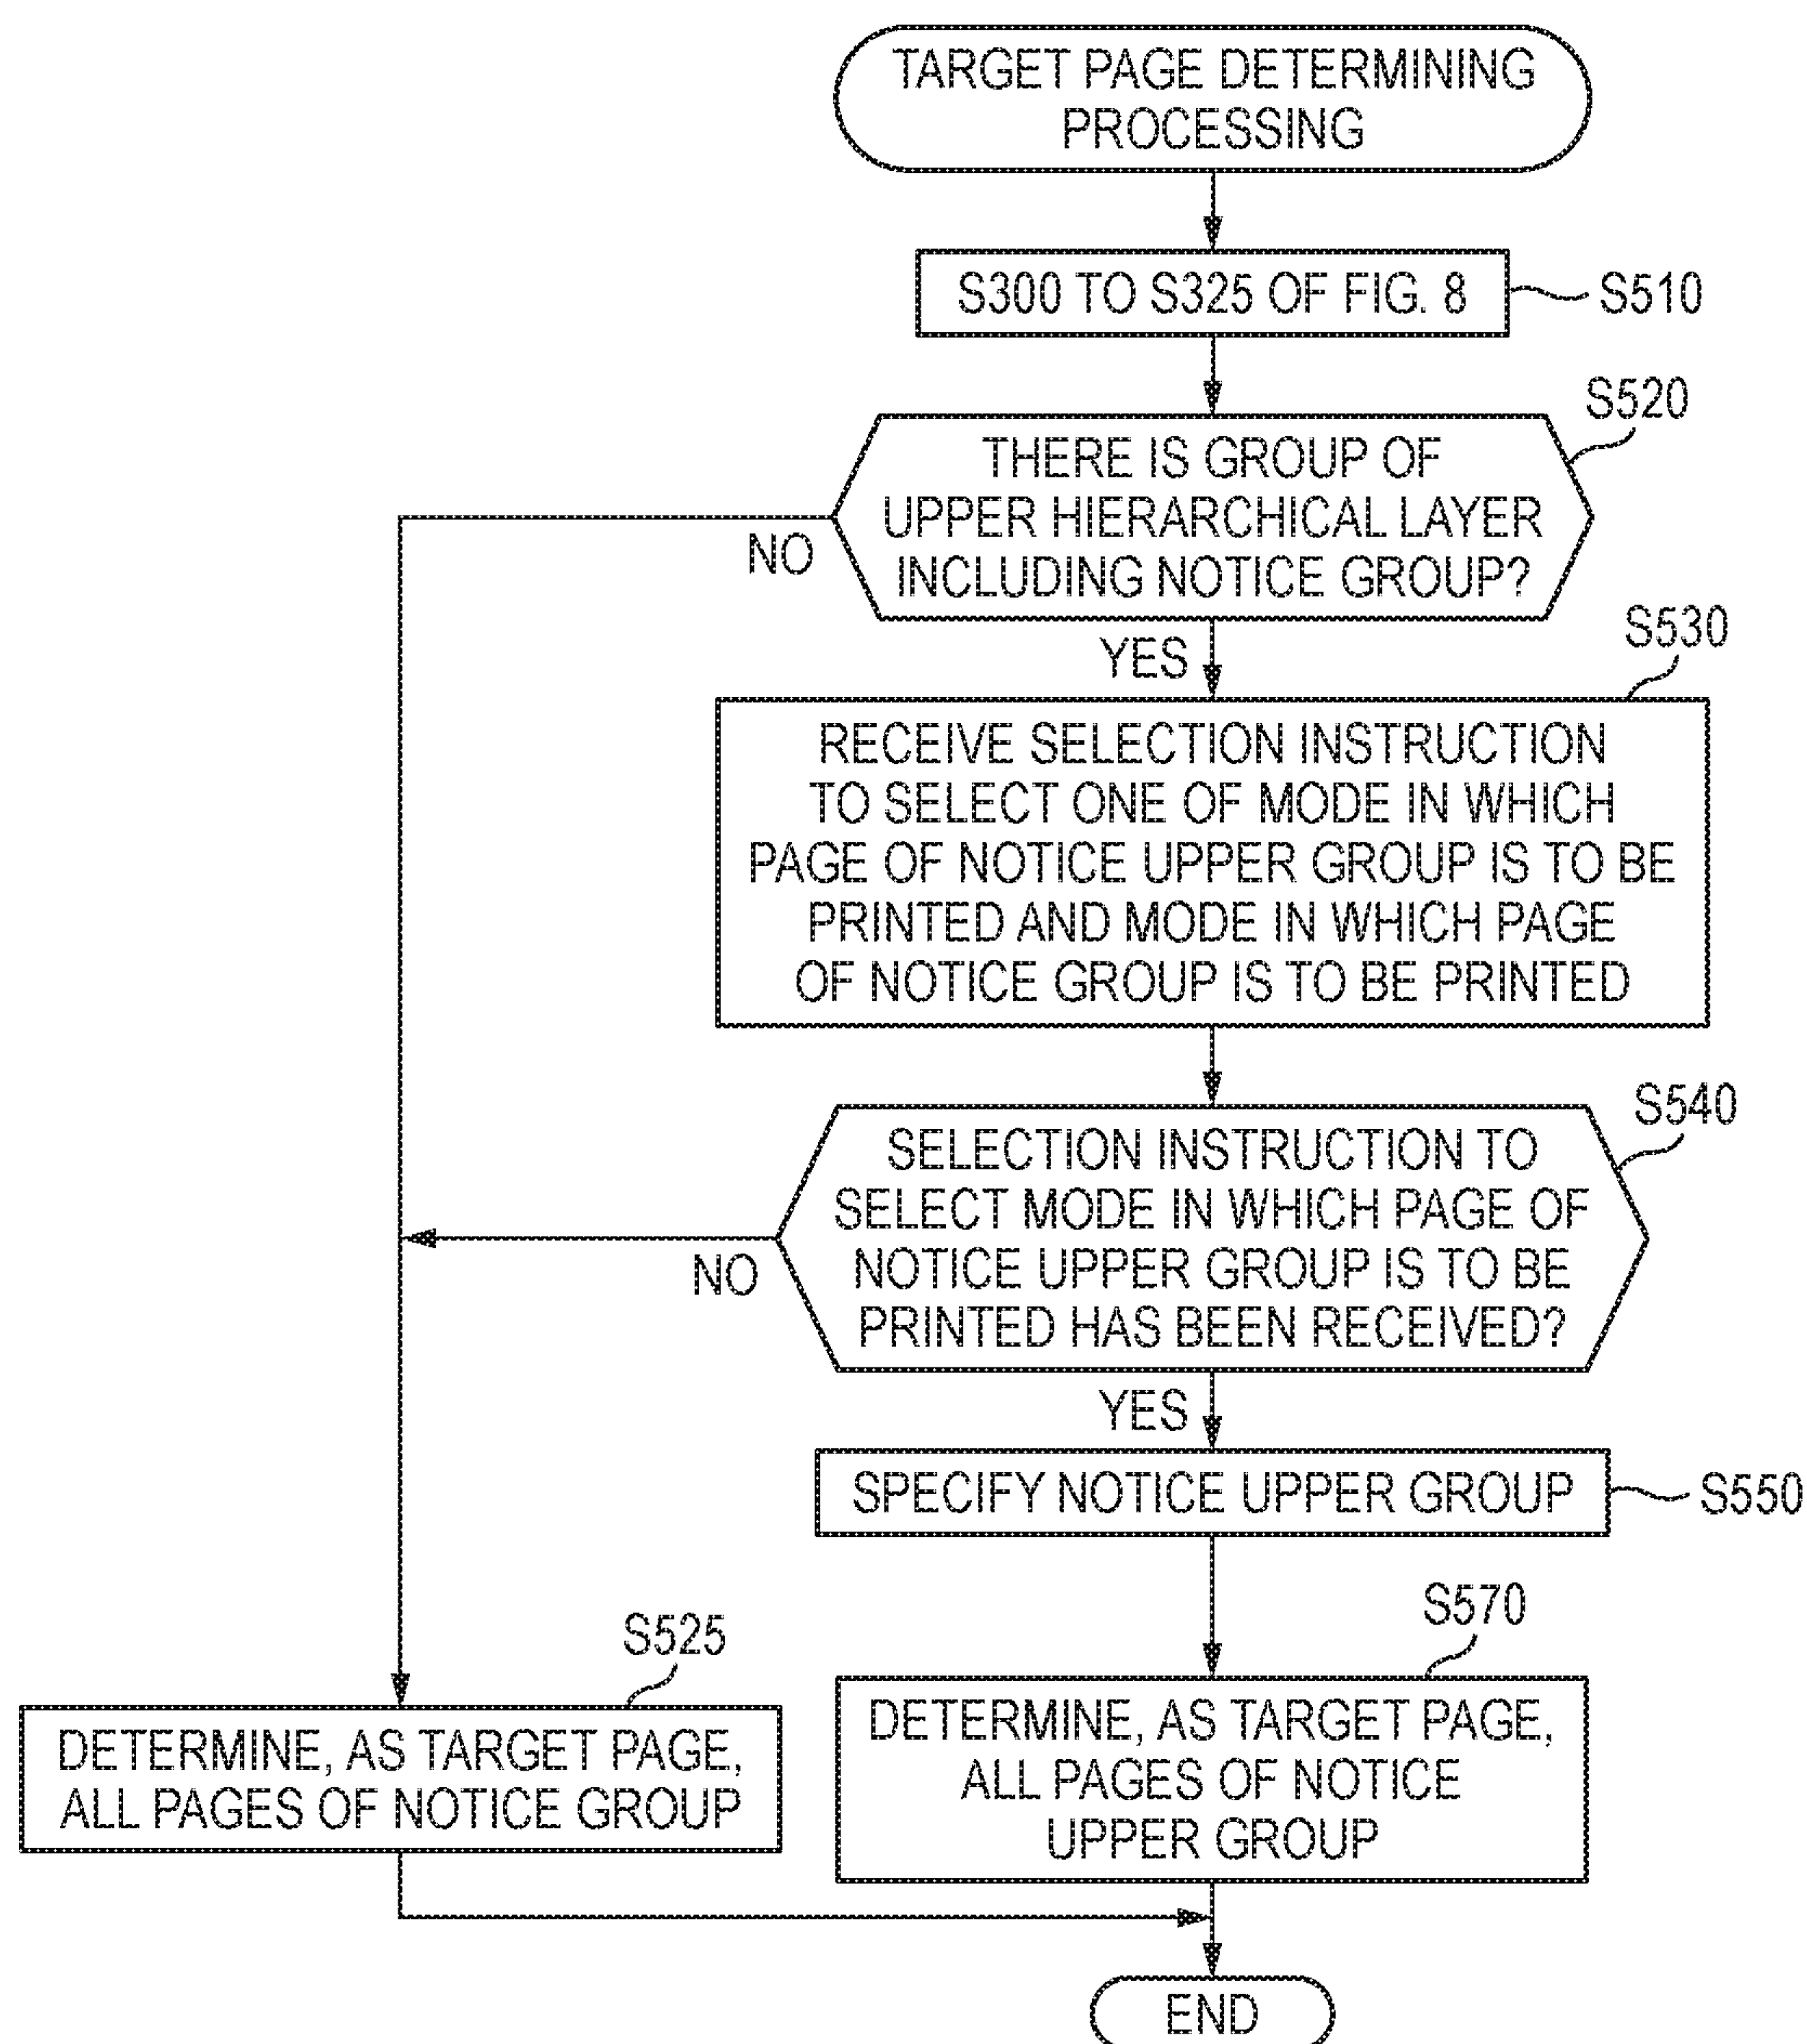 TARGET PAGE DETERMINING
PROCESSING
S300 TO S325 OF FIG. 8
S510
S520
THERE IS GROUP OF
UPPER HIERARCHICAL LAYER
INCLUDING NOTICE GROUP?
NO
YES
S530
RECEIVE SELECTION INSTRUCTION
TO SELECT ONE OF MODE IN WHICH
PAGE OF NOTICE UPPER GROUP IS TO BE
PRINTED AND MODE IN WHICH PAGE
OF NOTICE GROUP IS TO BE PRINTED
S540
SELECTION INSTRUCTION TO
SELECT MODE IN WHICH PAGE OF
NOTICE UPPER GROUP IS TO BE
PRINTED HAS BEEN RECEIVED?
NO
YES
SPECIFY NOTICE UPPER GROUP
S550
S525
DETERMINE, AS TARGET PAGE,
ALL PAGES OF NOTICE GROUP
S570
DETERMINE, AS TARGET PAGE,
ALL PAGES OF NOTICE
UPPER GROUP
END